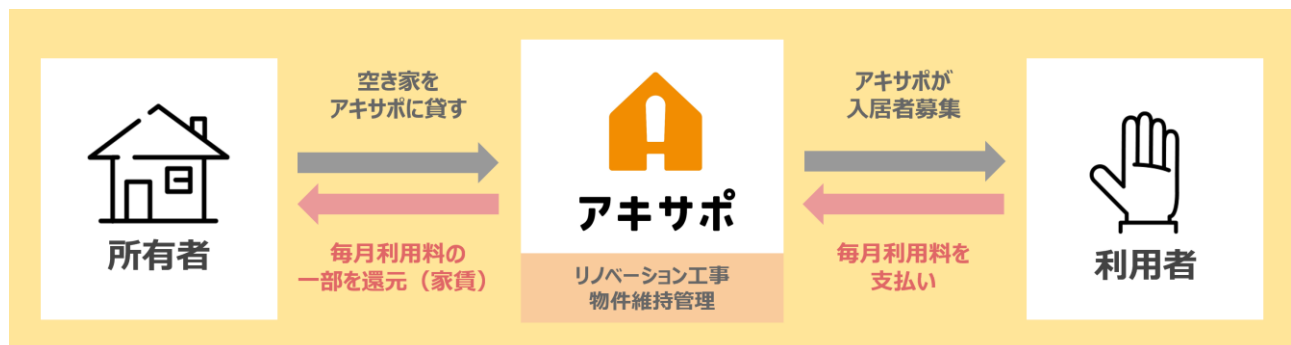 空き家を
アキサポに貸す
アキサポが
入居者募集
アキサポ
所有者
毎月利用料の
一部を還元（家賃）
リノベーション工事
物件維持管理
毎月利用料を
支払い
利用者